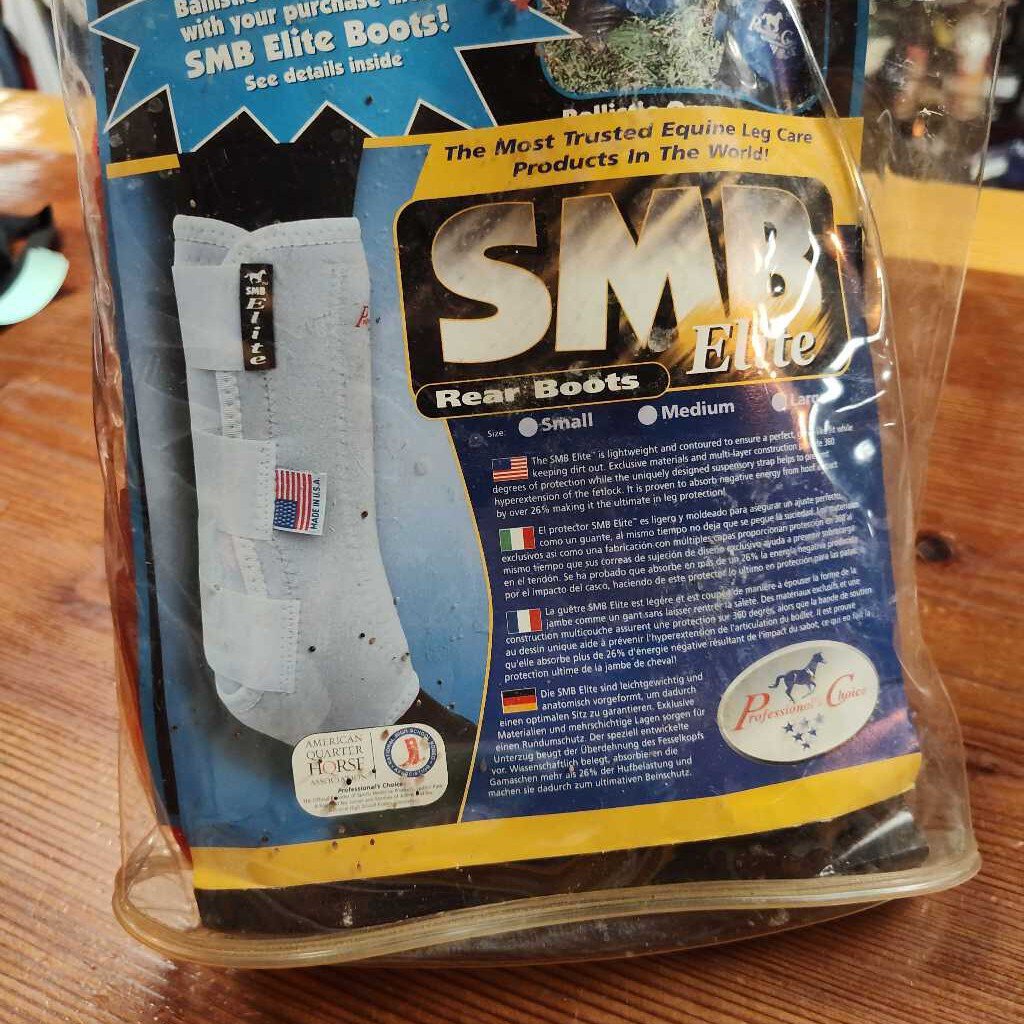 Ballistic
with your purchase
SMB Elite Boots!
See details inside
The Most Trusted Equine Leg Care
Products In The World!
SMB
Elite
Rear Boots
Size: Small Medium Large
SMB
Elite
MADE IN U.S.A.
The SMB Elite™ is lightweight and contoured to ensure a perfect, fit while
keeping dirt out. Exclusive materials and multi-layer construction 360
degrees of protection while the uniquely designed suspensory strap helps to
hyperextension of the fetlock. It is proven to absorb negative energy from hoof
by over 26% making it the ultimate in leg protection!
El protector SMB Elite™ es ligero y moldeado para asegurar un ajuste perfecto,
como un guante, al mismo tiempo no deja que se pegue la suciedad. Los materiales
exclusivos asi como una fabricación con múltiples capas proporcionan protección en 360 al
mismo tiempo que sus correas de sujeción de diseño exclusivo ayuda a prevenir
en el tendón. Se ha probado que absorbe en más de un 26% la energía negativa producida
por el impacto del casco, haciendo de este protector lo último en protección para las patas.
La guêtre SMB Elite est légère et est coupée de manière à épouser la forme de la
jambe comme un gant sans laisser rentrer la saleté. Des materiaux exclusifs et une
construction multicouche assurent une protection sur 360 degrés, alors que la bande de soutien
au dessin unique aide à prévenir l'hyperextension de l'articulation du boulet. Il est prouvé
qu'elle absorbe plus de 26% d'énergie négative résultant de l'impact du sabot, ce qui en fait la
protection ultime de la jambe de cheval!
Die SMB Elite sind leichtgewichtig und
anatomisch vorgeformt, um dadurch
einen optimalen Sitz zu garantieren. Exklusive
Materialien und mehrschichtige Lagen sorgen für
einen Rundumschutz. Der speziell entwickelte
Unterzug beugt der Überdehnung des Fesselkopfs
vor. Wissenschaftlich belegt, absorbieren die
Gamaschen mehr als 26% der Hufbelastung und
machen sie dadurch zum ultimativen Beinschutz.
Professional's Choice
AMERICAN
QUARTER
HORSE
ASSOCIATION
Professional's Choice